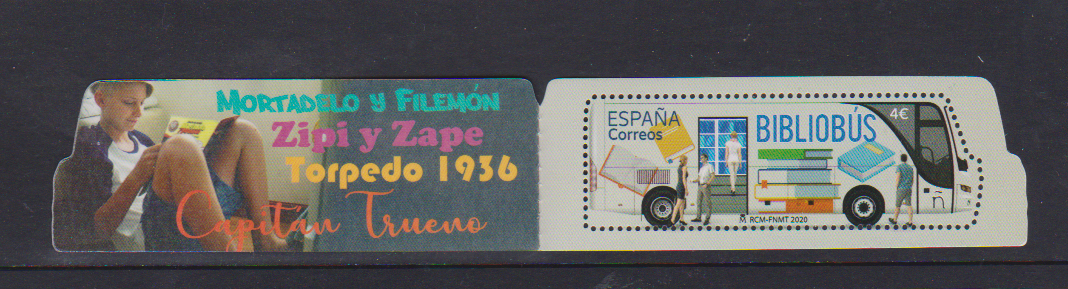 MORTADELO Y FILEMÓN
Zipi y Zape
Torpedo 1936
Capitán Trueno
ESPAÑA
Correos
BIBLIOBÚS
4€
ñ
RCM-FNMT 2020